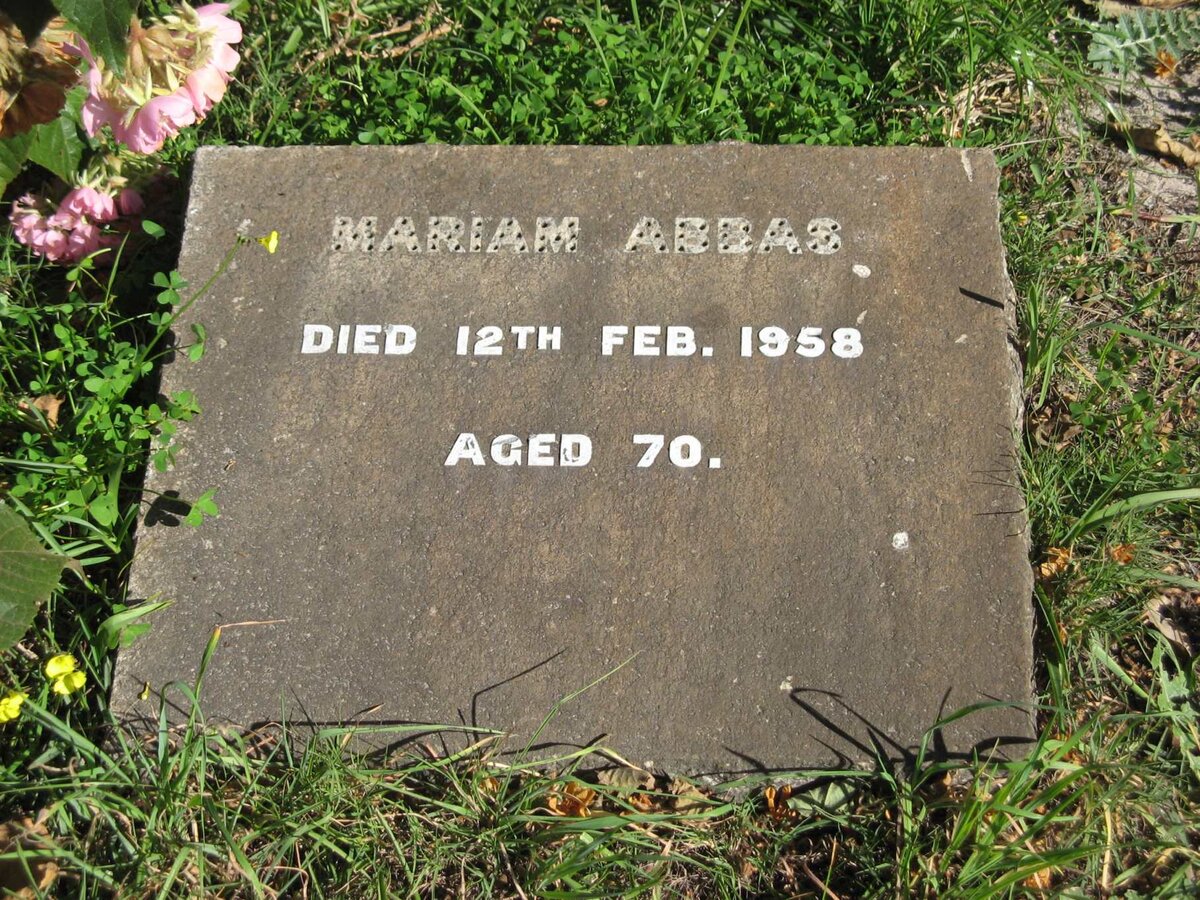 MARIAM ABBAS
DIED 12TH FEB. 1958
AGED 70.